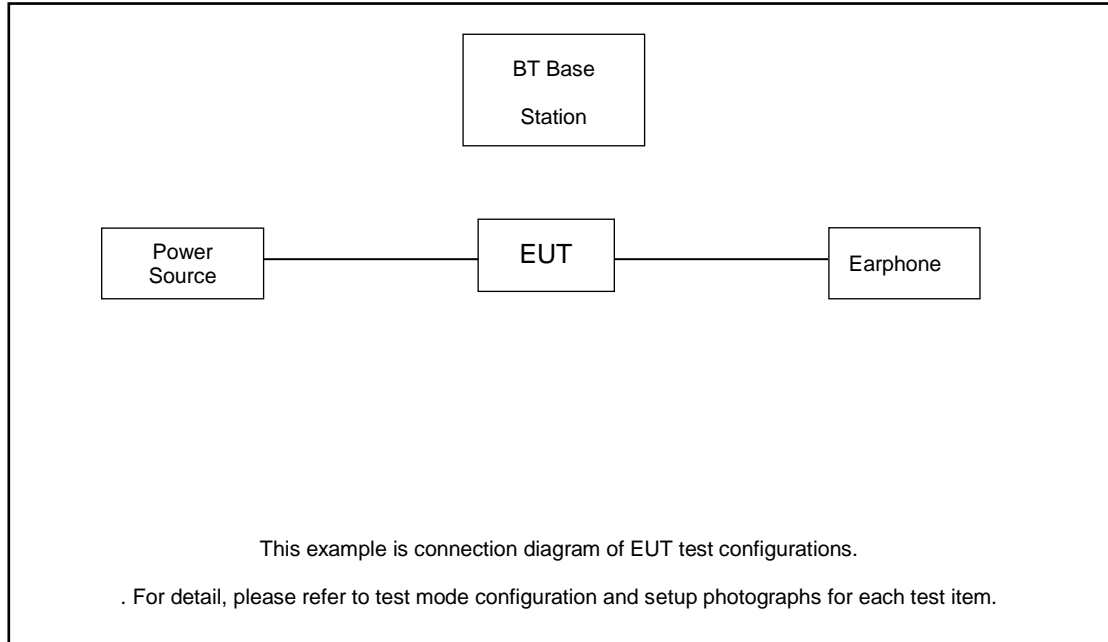 BT Base
Station
Power
Source
EUT
Earphone
This example is connection diagram of EUT test configurations.
. For detail, please refer to test mode configuration and setup photographs for each test item.